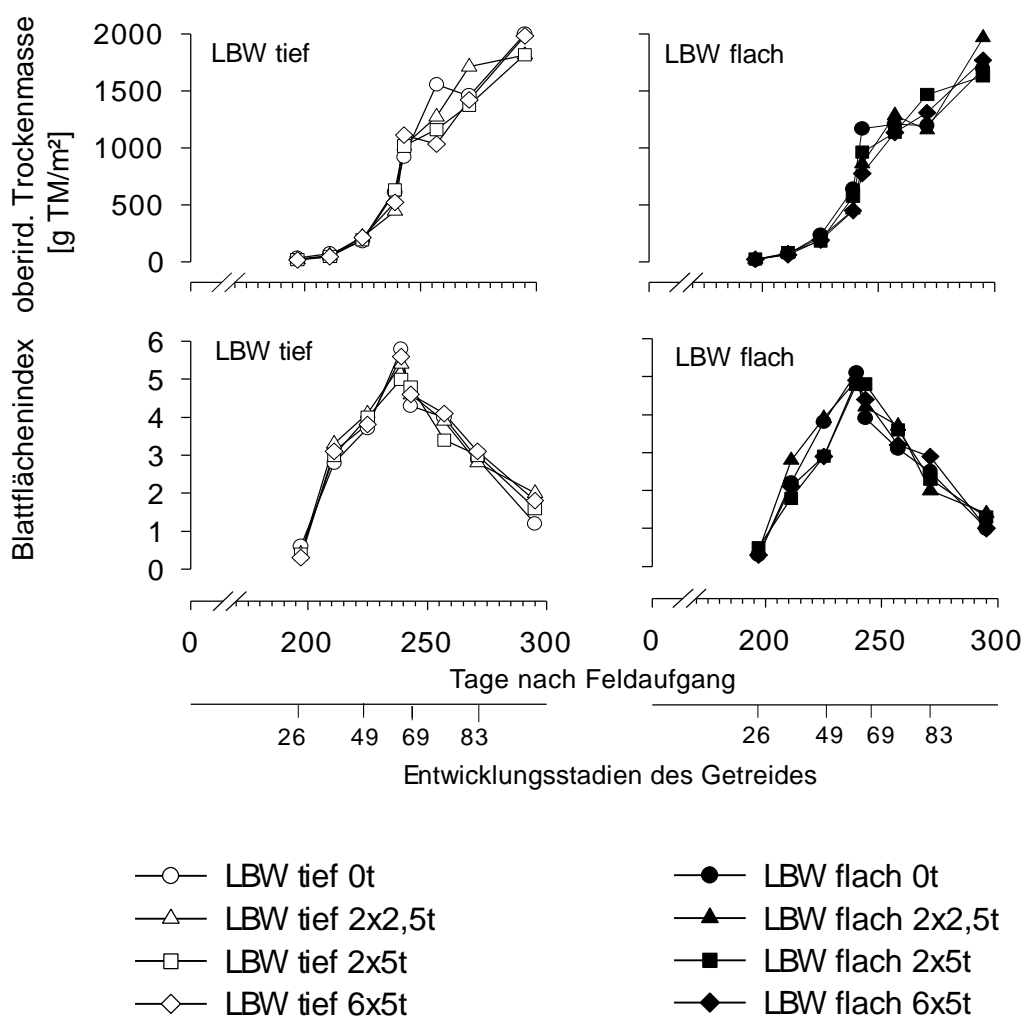 oberird. Trockenmasse
[g TM/m²]
2000
1500
1000
500
0
LBW tief
LBW flach
Blattflächenindex
6
5
4
3
2
1
0
LBW tief
LBW flach
0 200 250 300 0 200 250 300
Tage nach Feldaufgang
26 49 69 83 26 49 69 83
Entwicklungsstadien des Getreides
LBW tief 0t
LBW tief 2x2,5t
LBW tief 2x5t
LBW tief 6x5t
LBW flach 0t
LBW flach 2x2,5t
LBW flach 2x5t
LBW flach 6x5t